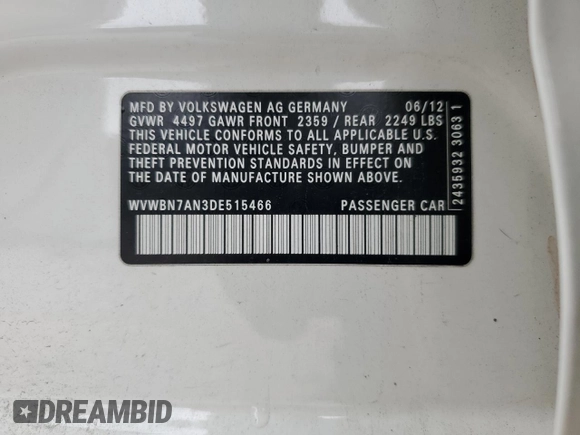 MFD BY VOLKSWAGEN AG GERMANY 06/12
GVWR 4497 GAWR FRONT 2359 / REAR 2249 LBS
THIS VEHICLE CONFORMS TO ALL APPLICABLE U.S.
FEDERAL MOTOR VEHICLE SAFETY, BUMPER AND
THEFT PREVENTION STANDARDS IN EFFECT ON
THE DATE OF MANUFACTURE SHOWN ABOVE.
WVWBN7AN3DE515466 PASSENGER CAR
2435932 3063 1
DREAMBID